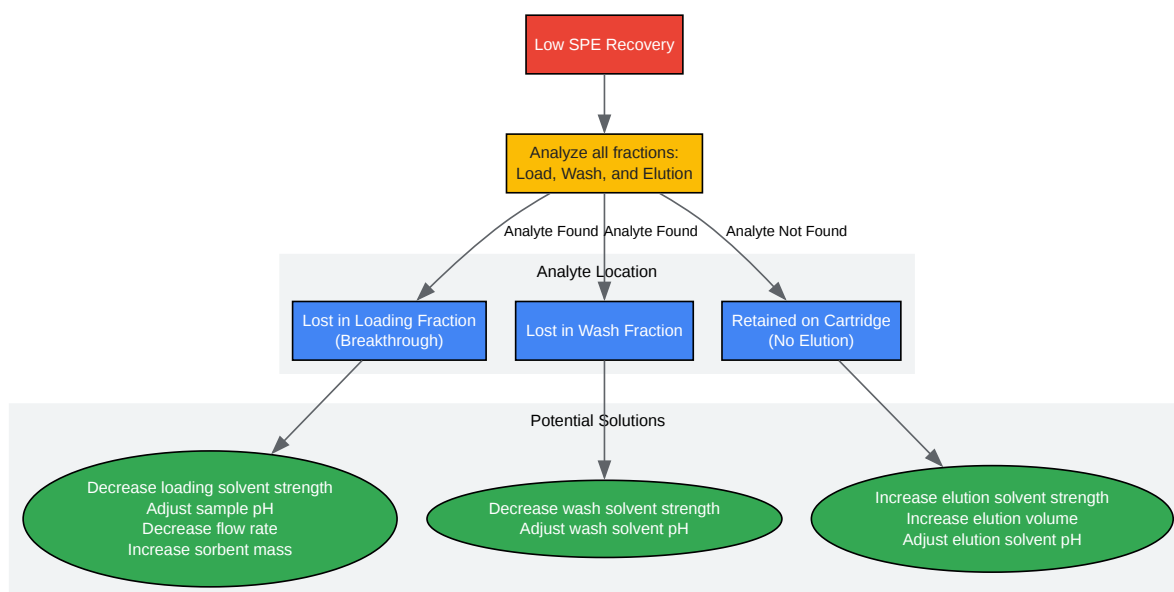 Low SPE Recovery
Analyze all fractions:
Load, Wash, and Elution
Analyte Found
Analyte Found
Analyte Not Found
Analyte Location
Lost in Loading Fraction
(Breakthrough)
Lost in Wash Fraction
Retained on Cartridge
(No Elution)
Potential Solutions
Decrease loading solvent strength
Adjust sample pH
Decrease flow rate
Increase sorbent mass
Decrease wash solvent strength
Adjust wash solvent pH
Increase elution solvent strength
Increase elution volume
Adjust elution solvent pH